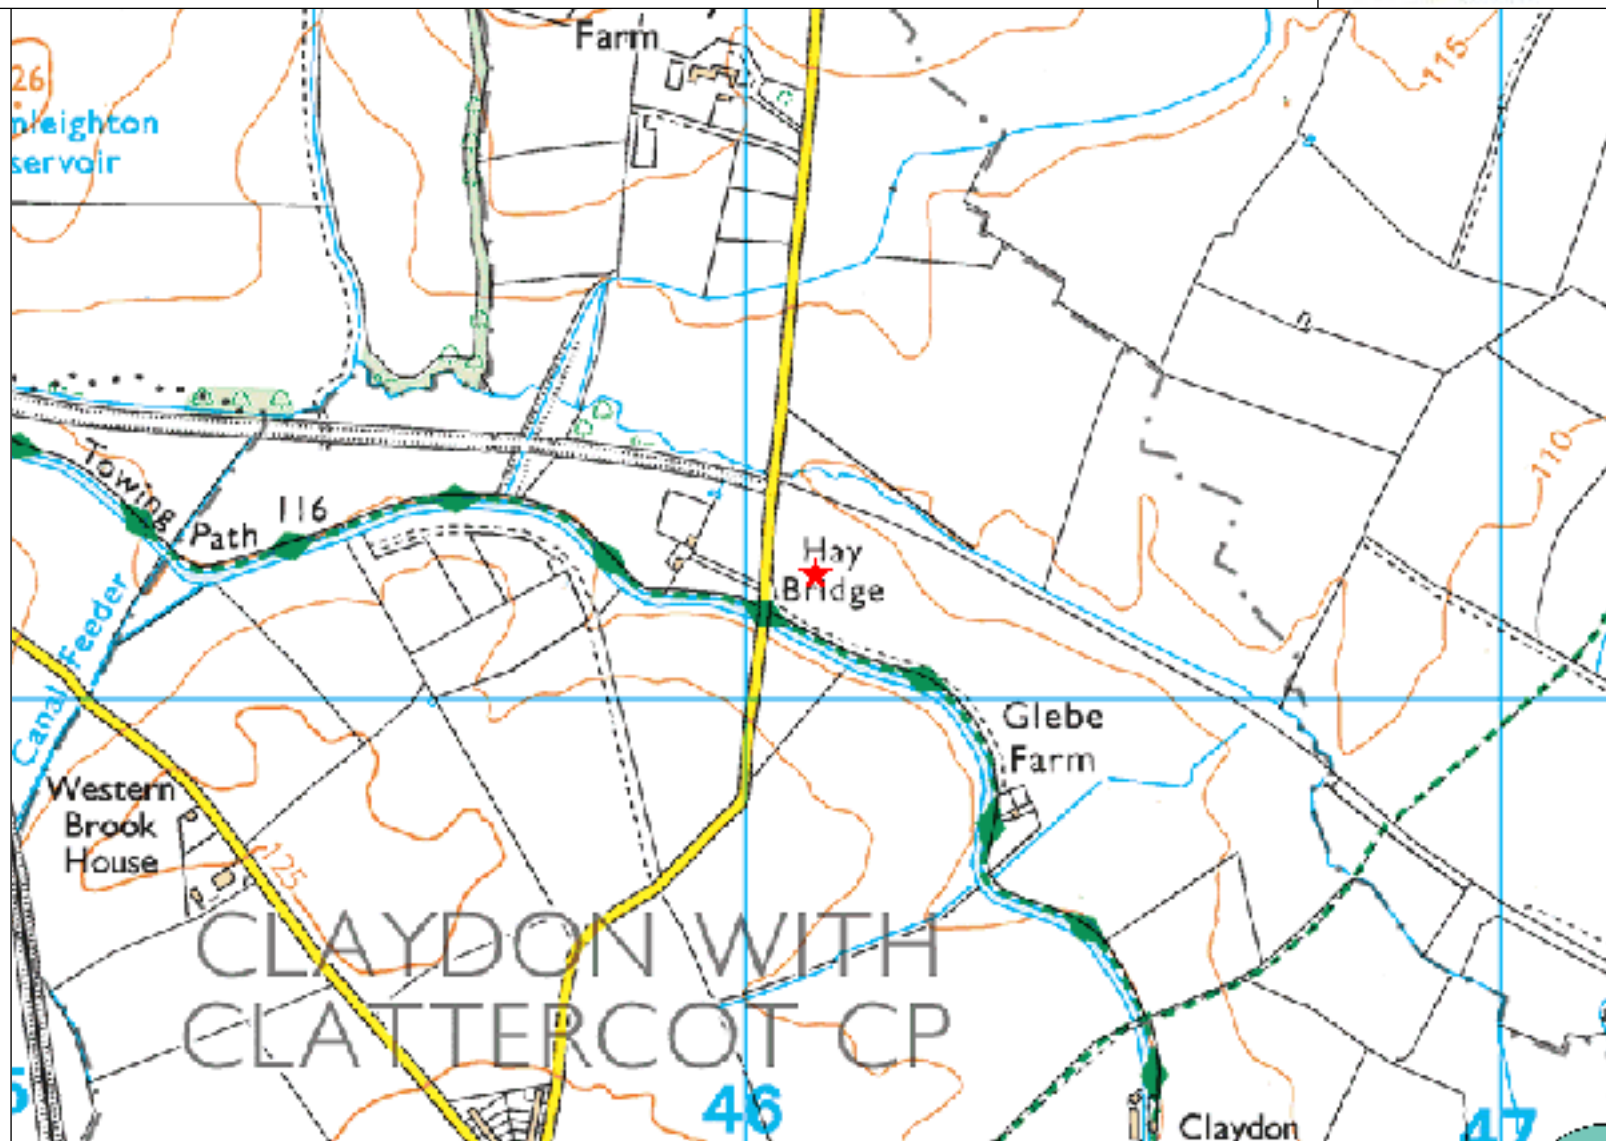 Farm
115
26
nleighton
servoir
110
Towing
Path
116
Hay
Bridge
Canal Feeder
Glebe
Farm
Western
Brook
House
125
CLAYDON WITH
CLATTERCOT CP
5
46
47
Claydon